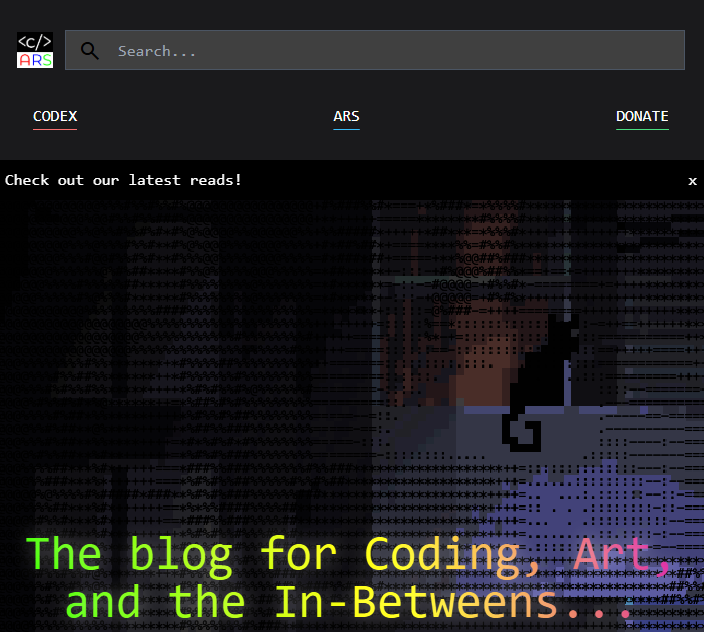 <C/>
ARS
Search...
CODEX ARS DONATE
Check out our latest reads! x
The blog for Coding, Art,
and the In-Betweens...